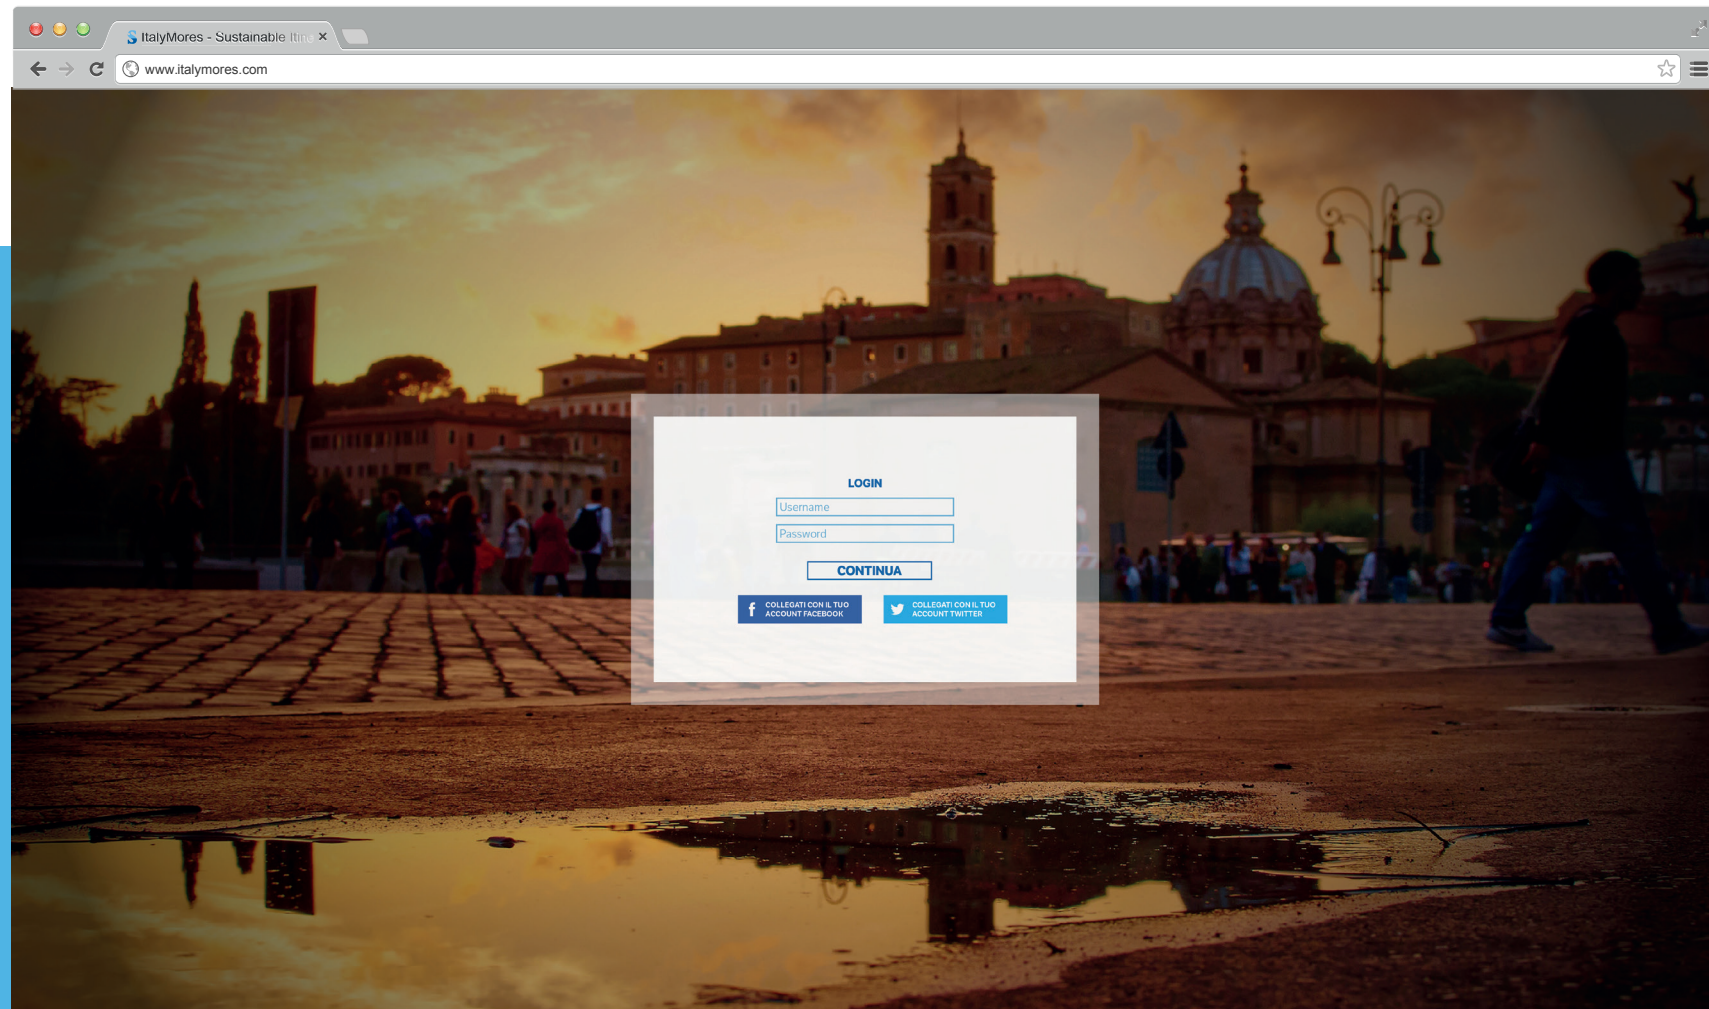 ItalyMores - Sustainable Itine
www.italymores.com
LOGIN
Username
Password
CONTINUA
COLLEGATI CON IL TUO
ACCOUNT FACEBOOK
COLLEGATI CON IL TUO
ACCOUNT TWITTER